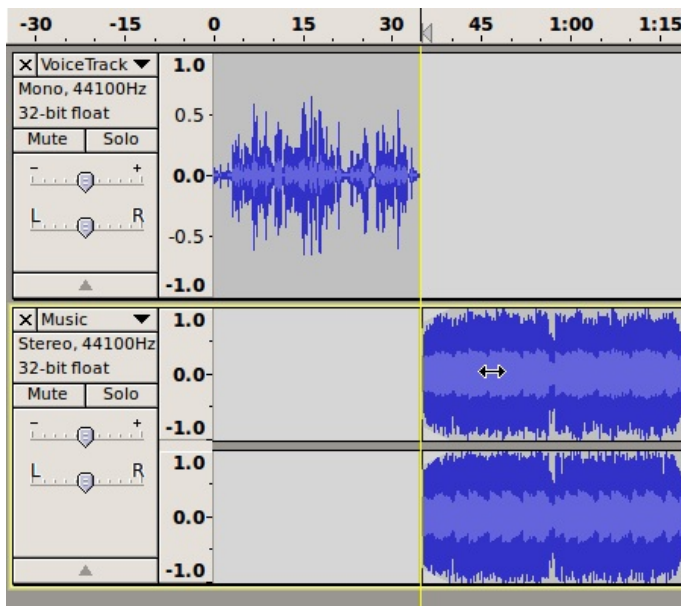 -30 -15 0 15 30 45 1:00 1:15
× VoiceTrack ▼
Mono, 44100Hz
32-bit float
Mute Solo
- +
L R
1.0
0.5
0.0
-0.5
-1.0
× Music ▼
Stereo, 44100Hz
32-bit float
Mute Solo
- +
L R
1.0
0.0
-1.0
1.0
0.0
-1.0